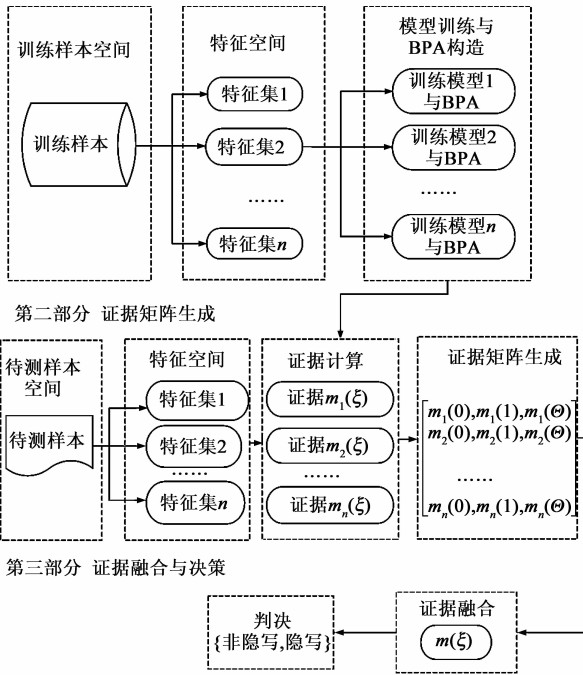 训练样本空间
训练样本
特征空间
特征集1
特征集2
……
特征集n
模型训练与
BPA构造
训练模型1
与BPA
训练模型2
与BPA
……
训练模型n
与BPA
第二部分 证据矩阵生成
待测样本
空间
待测样本
特征空间
特征集1
特征集2
……
特征集n
证据计算
证据m₁(ξ)
证据m₂(ξ)
……
证据mₙ(ξ)
证据矩阵生成
m₁(0),m₁(1),m₁(Θ)
m₂(0),m₂(1),m₂(Θ)
……
mₙ(0),mₙ(1),mₙ(Θ)
第三部分 证据融合与决策
判决
{非隐写,隐写}
证据融合
m(ξ)